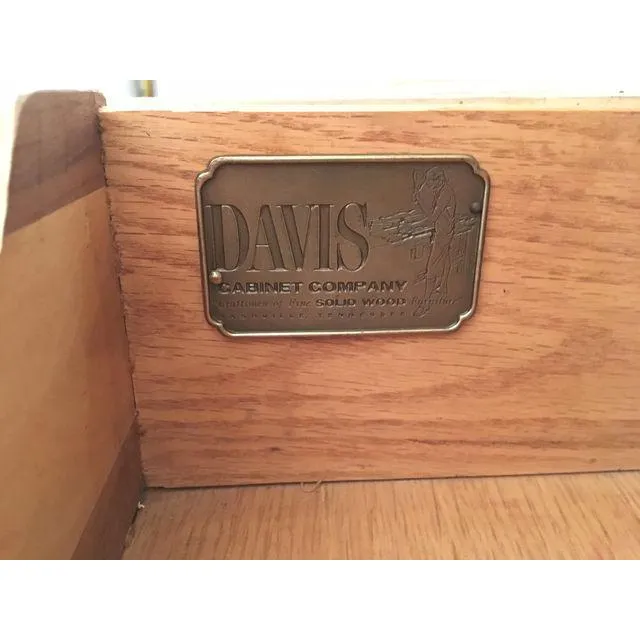 DAVIS
CABINET COMPANY
Craftsmen of Fine SOLID WOOD Furniture
NASHVILLE, TENNESSEE